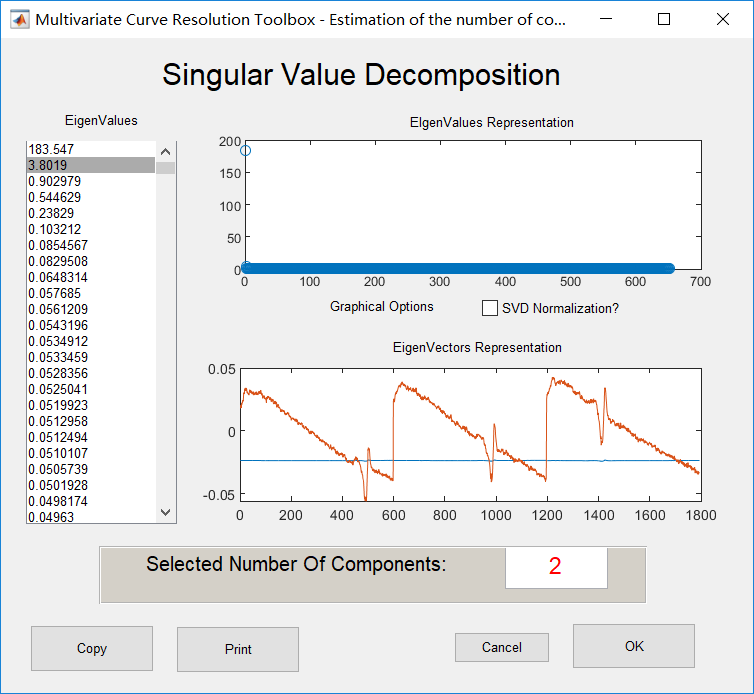 Multivariate Curve Resolution Toolbox - Estimation of the number of co...
Singular Value Decomposition
EigenValues
183.547
3.8019
0.902979
0.544629
0.23829
0.103212
0.0854567
0.0829508
0.0648314
0.057685
0.0561209
0.0543196
0.0534912
0.0533459
0.0528356
0.0525041
0.0519923
0.0512958
0.0512494
0.0510107
0.0505739
0.0501928
0.0498174
0.04963
EIgenValues Representation
200
150
100
50
0
0 100 200 300 400 500 600 700
Graphical Options
SVD Normalization?
EigenVectors Representation
0.05
0
-0.05
0 200 400 600 800 1000 1200 1400 1600 1800
Selected Number Of Components:
2
Copy
Print
Cancel
OK